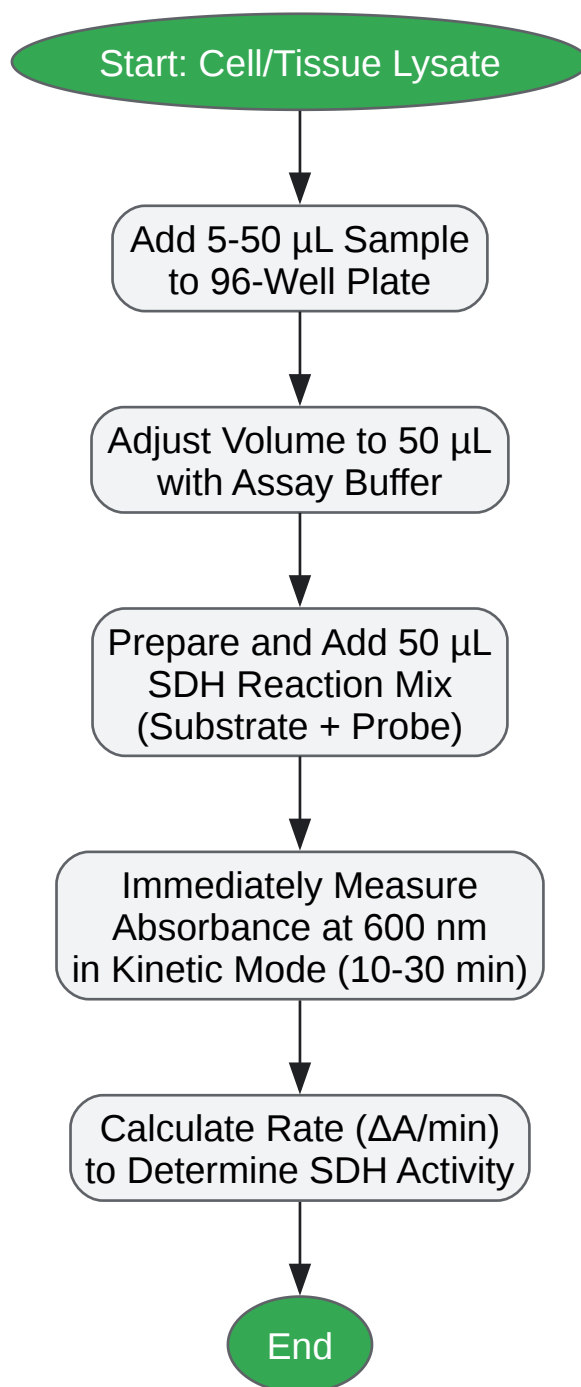 Start: Cell/Tissue Lysate
Add 5-50 µL Sample
to 96-Well Plate
Adjust Volume to 50 µL
with Assay Buffer
Prepare and Add 50 µL
SDH Reaction Mix
(Substrate + Probe)
Immediately Measure
Absorbance at 600 nm
in Kinetic Mode (10-30 min)
Calculate Rate (ΔA/min)
to Determine SDH Activity
End